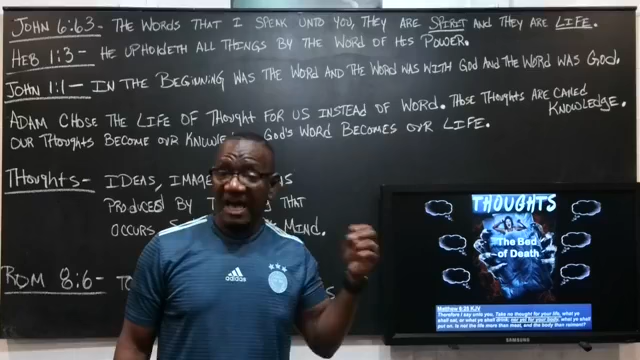 JOHN 6:63- THE WORDS THAT I SPEAK UNTO YOU, THEY ARE SPIRIT AND THEY ARE LIFE.
HEB 1:3- HE UPHOLDETH ALL THINGS BY THE WORD OF HIS POWER.
JOHN 1:1- IN THE BEGINNING WAS THE WORD AND THE WORD WAS WITH GOD AND THE WORD WAS GOD.
ADAM CHOSE THE LIFE OF THOUGHT FOR US INSTEAD OF WORD. THOSE THOUGHTS ARE CALLED
KNOWLEDGE.
OUR THOUGHTS BECOME OUR GOD'S WORD BECOMES OUR LIFE.
THOUGHTS- IDEAS,
PRODUCED BY THAT
OCCURS MIND.
ROM 8:6-
adidas
THOUGHTS
The Bed
of Death
Matthew 6:25 KJV
Therefore I say unto you, Take no thought for your life, what ye
shall eat, or what ye shall drink; nor yet for your body, what ye shall
put on. Is not the life more than meat, and the body than raiment?
SAMSUNG